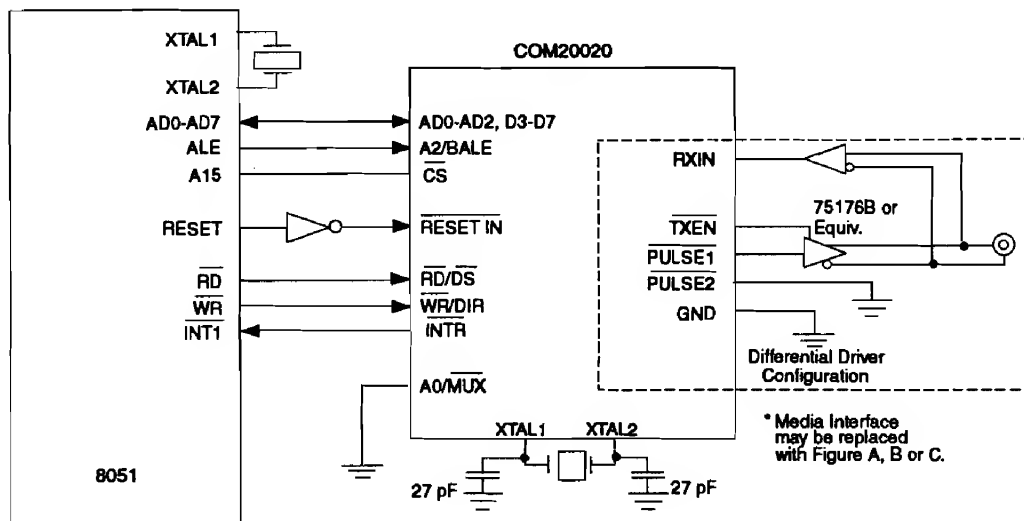 COM20020
XTAL1
XTAL2
AD0-AD7
ALE
A15
RESET
RD
WR
INT1
8051
AD0-AD2, D3-D7
A2/BALE
CS
RESET IN
RD/DS
WR/DIR
INTR
A0/MUX
XTAL1 XTAL2
27 pF 27 pF
RXIN
TXEN
PULSE1
PULSE2
GND
75176B or
Equiv.
Differential Driver
Configuration
* Media Interface
may be replaced
with Figure A, B or C.